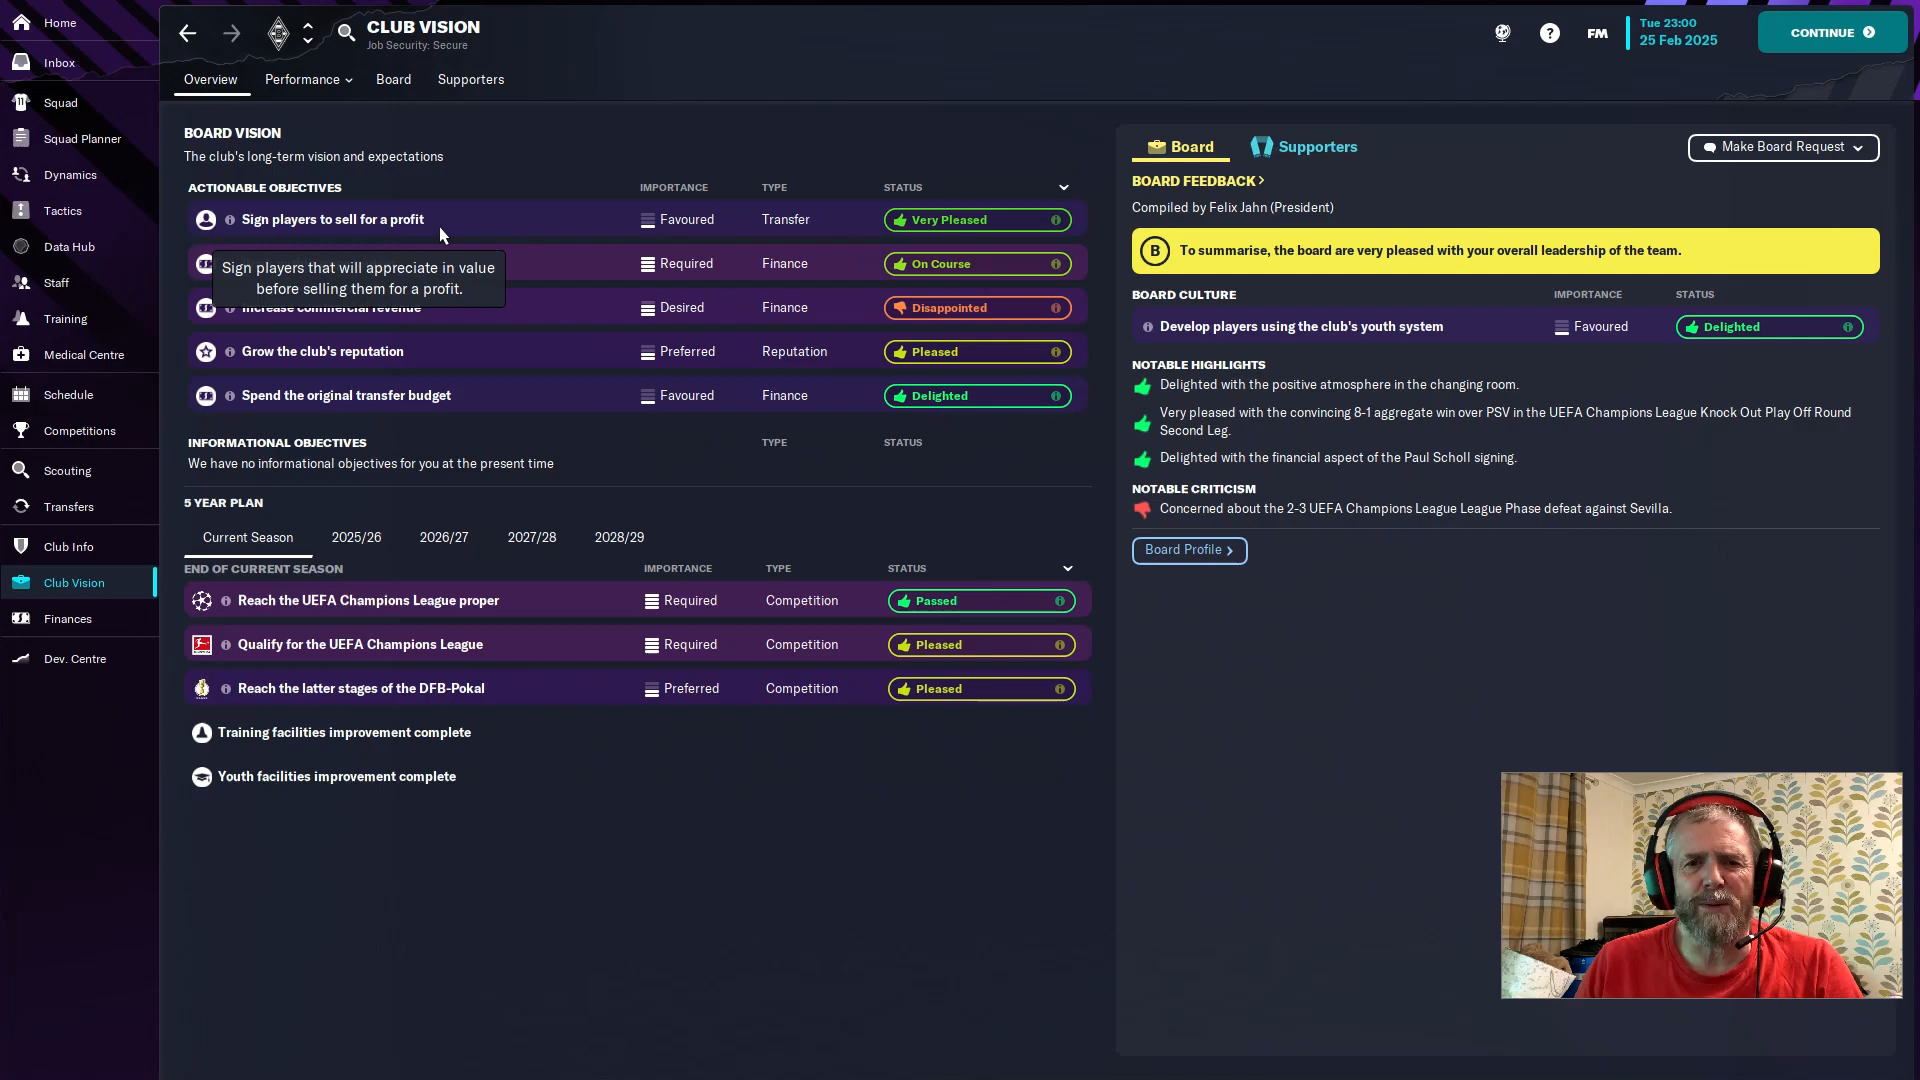 Home
Inbox
Squad
Squad Planner
Dynamics
Tactics
Data Hub
Staff
Training
Medical Centre
Schedule
Competitions
Scouting
Transfers
Club Info
Club Vision
Finances
Dev. Centre
CLUB VISION
Job Security: Secure
FM
Tue 23:00
25 Feb 2025
CONTINUE
Overview
Performance
Board
Supporters
BOARD VISION
The club's long-term vision and expectations
ACTIONABLE OBJECTIVES IMPORTANCE TYPE STATUS
Sign players to sell for a profit Favoured Transfer Very Pleased
Required Finance On Course
Sign players that will appreciate in value
before selling them for a profit.
Increase commercial revenue Desired Finance Disappointed
Grow the club's reputation Preferred Reputation Pleased
Spend the original transfer budget Favoured Finance Delighted
INFORMATIONAL OBJECTIVES TYPE STATUS
We have no informational objectives for you at the present time
5 YEAR PLAN
Current Season 2025/26 2026/27 2027/28 2028/29
END OF CURRENT SEASON IMPORTANCE TYPE STATUS
Reach the UEFA Champions League proper Required Competition Passed
Qualify for the UEFA Champions League Required Competition Pleased
Reach the latter stages of the DFB-Pokal Preferred Competition Pleased
Training facilities improvement complete
Youth facilities improvement complete
Board Supporters
Make Board Request
BOARD FEEDBACK
Compiled by Felix Jahn (President)
B To summarise, the board are very pleased with your overall leadership of the team.
BOARD CULTURE IMPORTANCE STATUS
Develop players using the club's youth system Favoured Delighted
NOTABLE HIGHLIGHTS
Delighted with the positive atmosphere in the changing room.
Very pleased with the convincing 8-1 aggregate win over PSV in the UEFA Champions League Knock Out Play Off Round
Second Leg.
Delighted with the financial aspect of the Paul Scholl signing.
NOTABLE CRITICISM
Concerned about the 2-3 UEFA Champions League League Phase defeat against Sevilla.
Board Profile